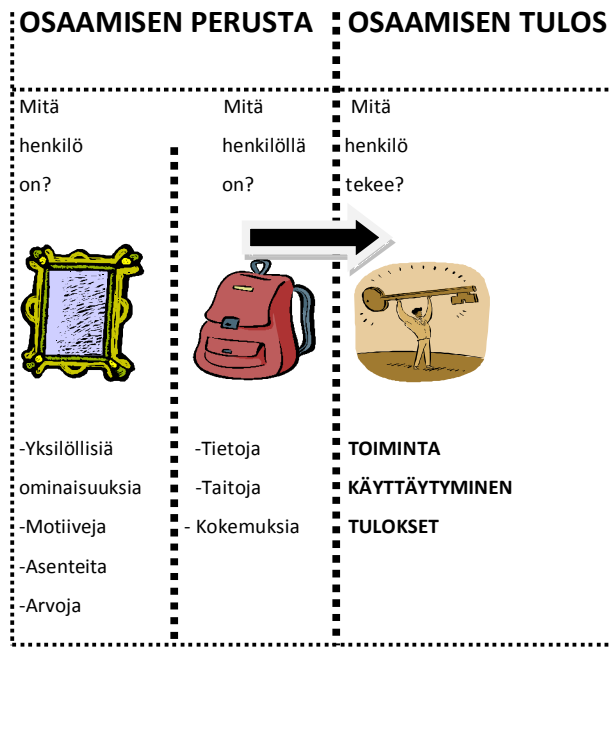 OSAAMISEN PERUSTA
OSAAMISEN TULOS
Mitä
henkilö
on?
Mitä
henkilöllä
on?
Mitä
henkilö
tekee?
-Yksilöllisiä
ominaisuuksia
-Motiiveja
-Asenteita
-Arvoja
-Tietoja
-Taitoja
- Kokemuksia
TOIMINTA
KÄYTTÄYTYMINEN
TULOKSET